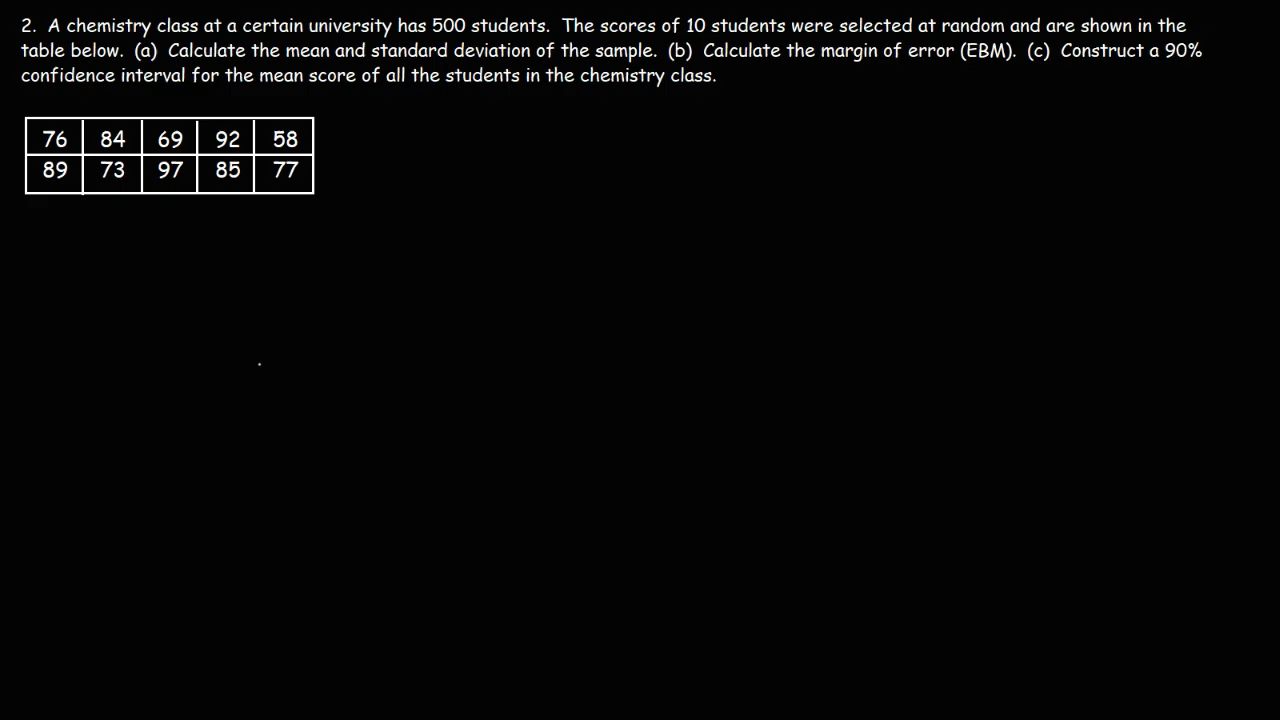 2.  A chemistry class at a certain university has 500 students.  The scores of 10 students were selected at random and are shown in the
table below.  (a)  Calculate the mean and standard deviation of the sample.  (b)  Calculate the margin of error (EBM).  (c)  Construct a 90%
confidence interval for the mean score of all the students in the chemistry class.
76 84 69 92 58
89 73 97 85 77